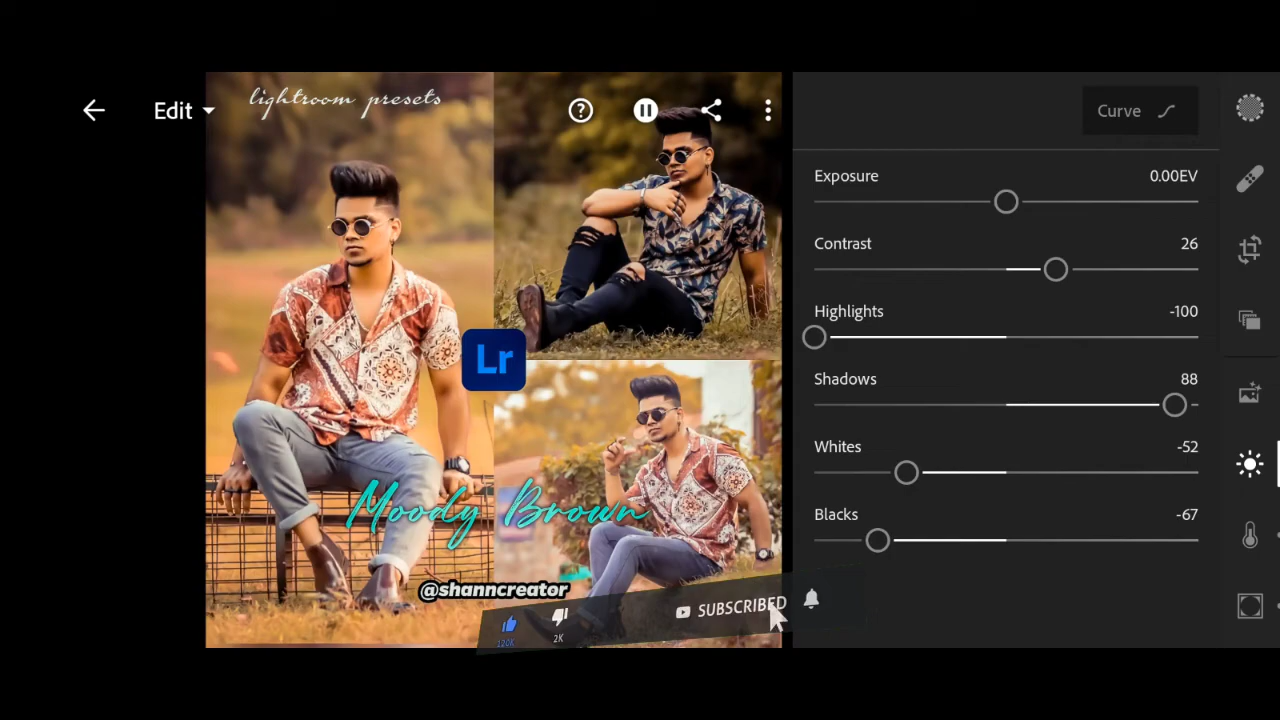 Edit
lightroom presets
Curve
Exposure 0.00EV
Contrast 26
Highlights -100
Shadows 88
Whites -52
Blacks -67
Lr
Moody Brown
@shanncreator
120K
2K
SUBSCRIBED